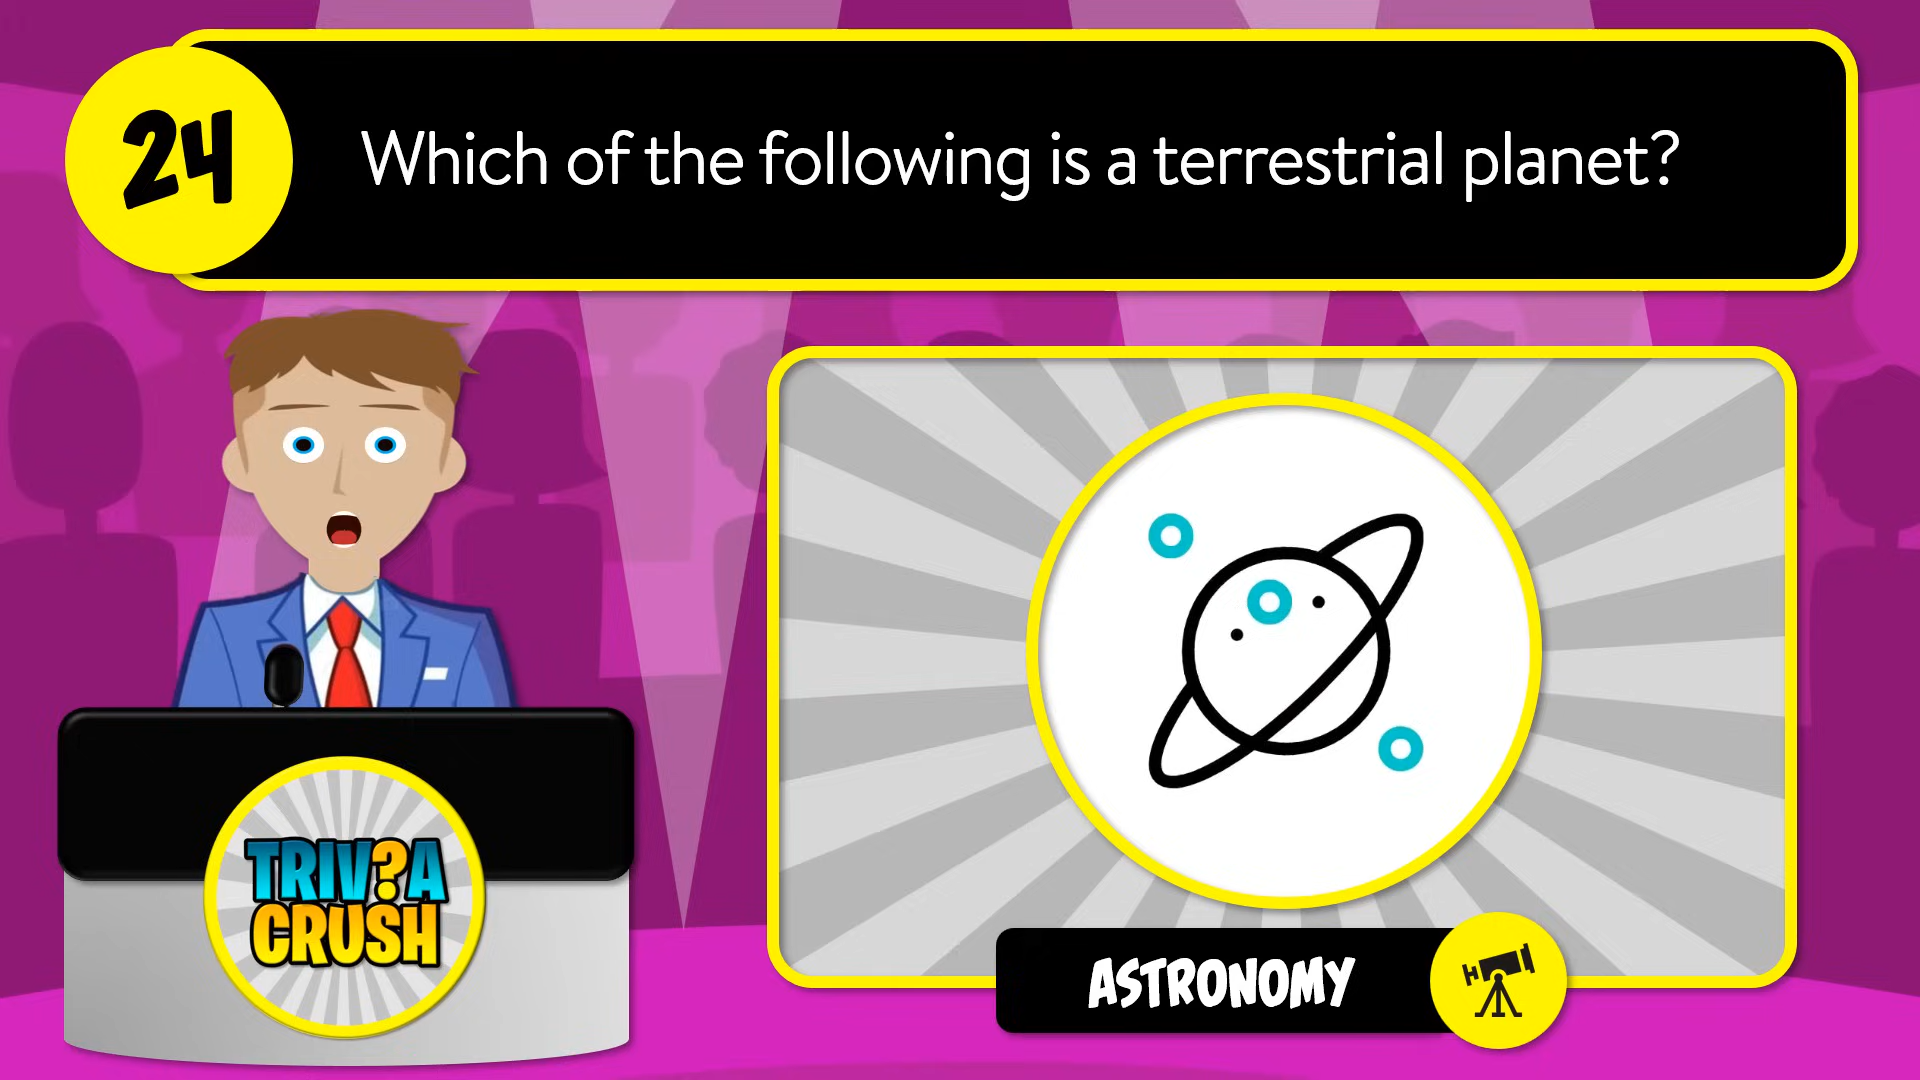 24
Which of the following is a terrestrial planet?
TRIV?A
CRUSH
ASTRONOMY